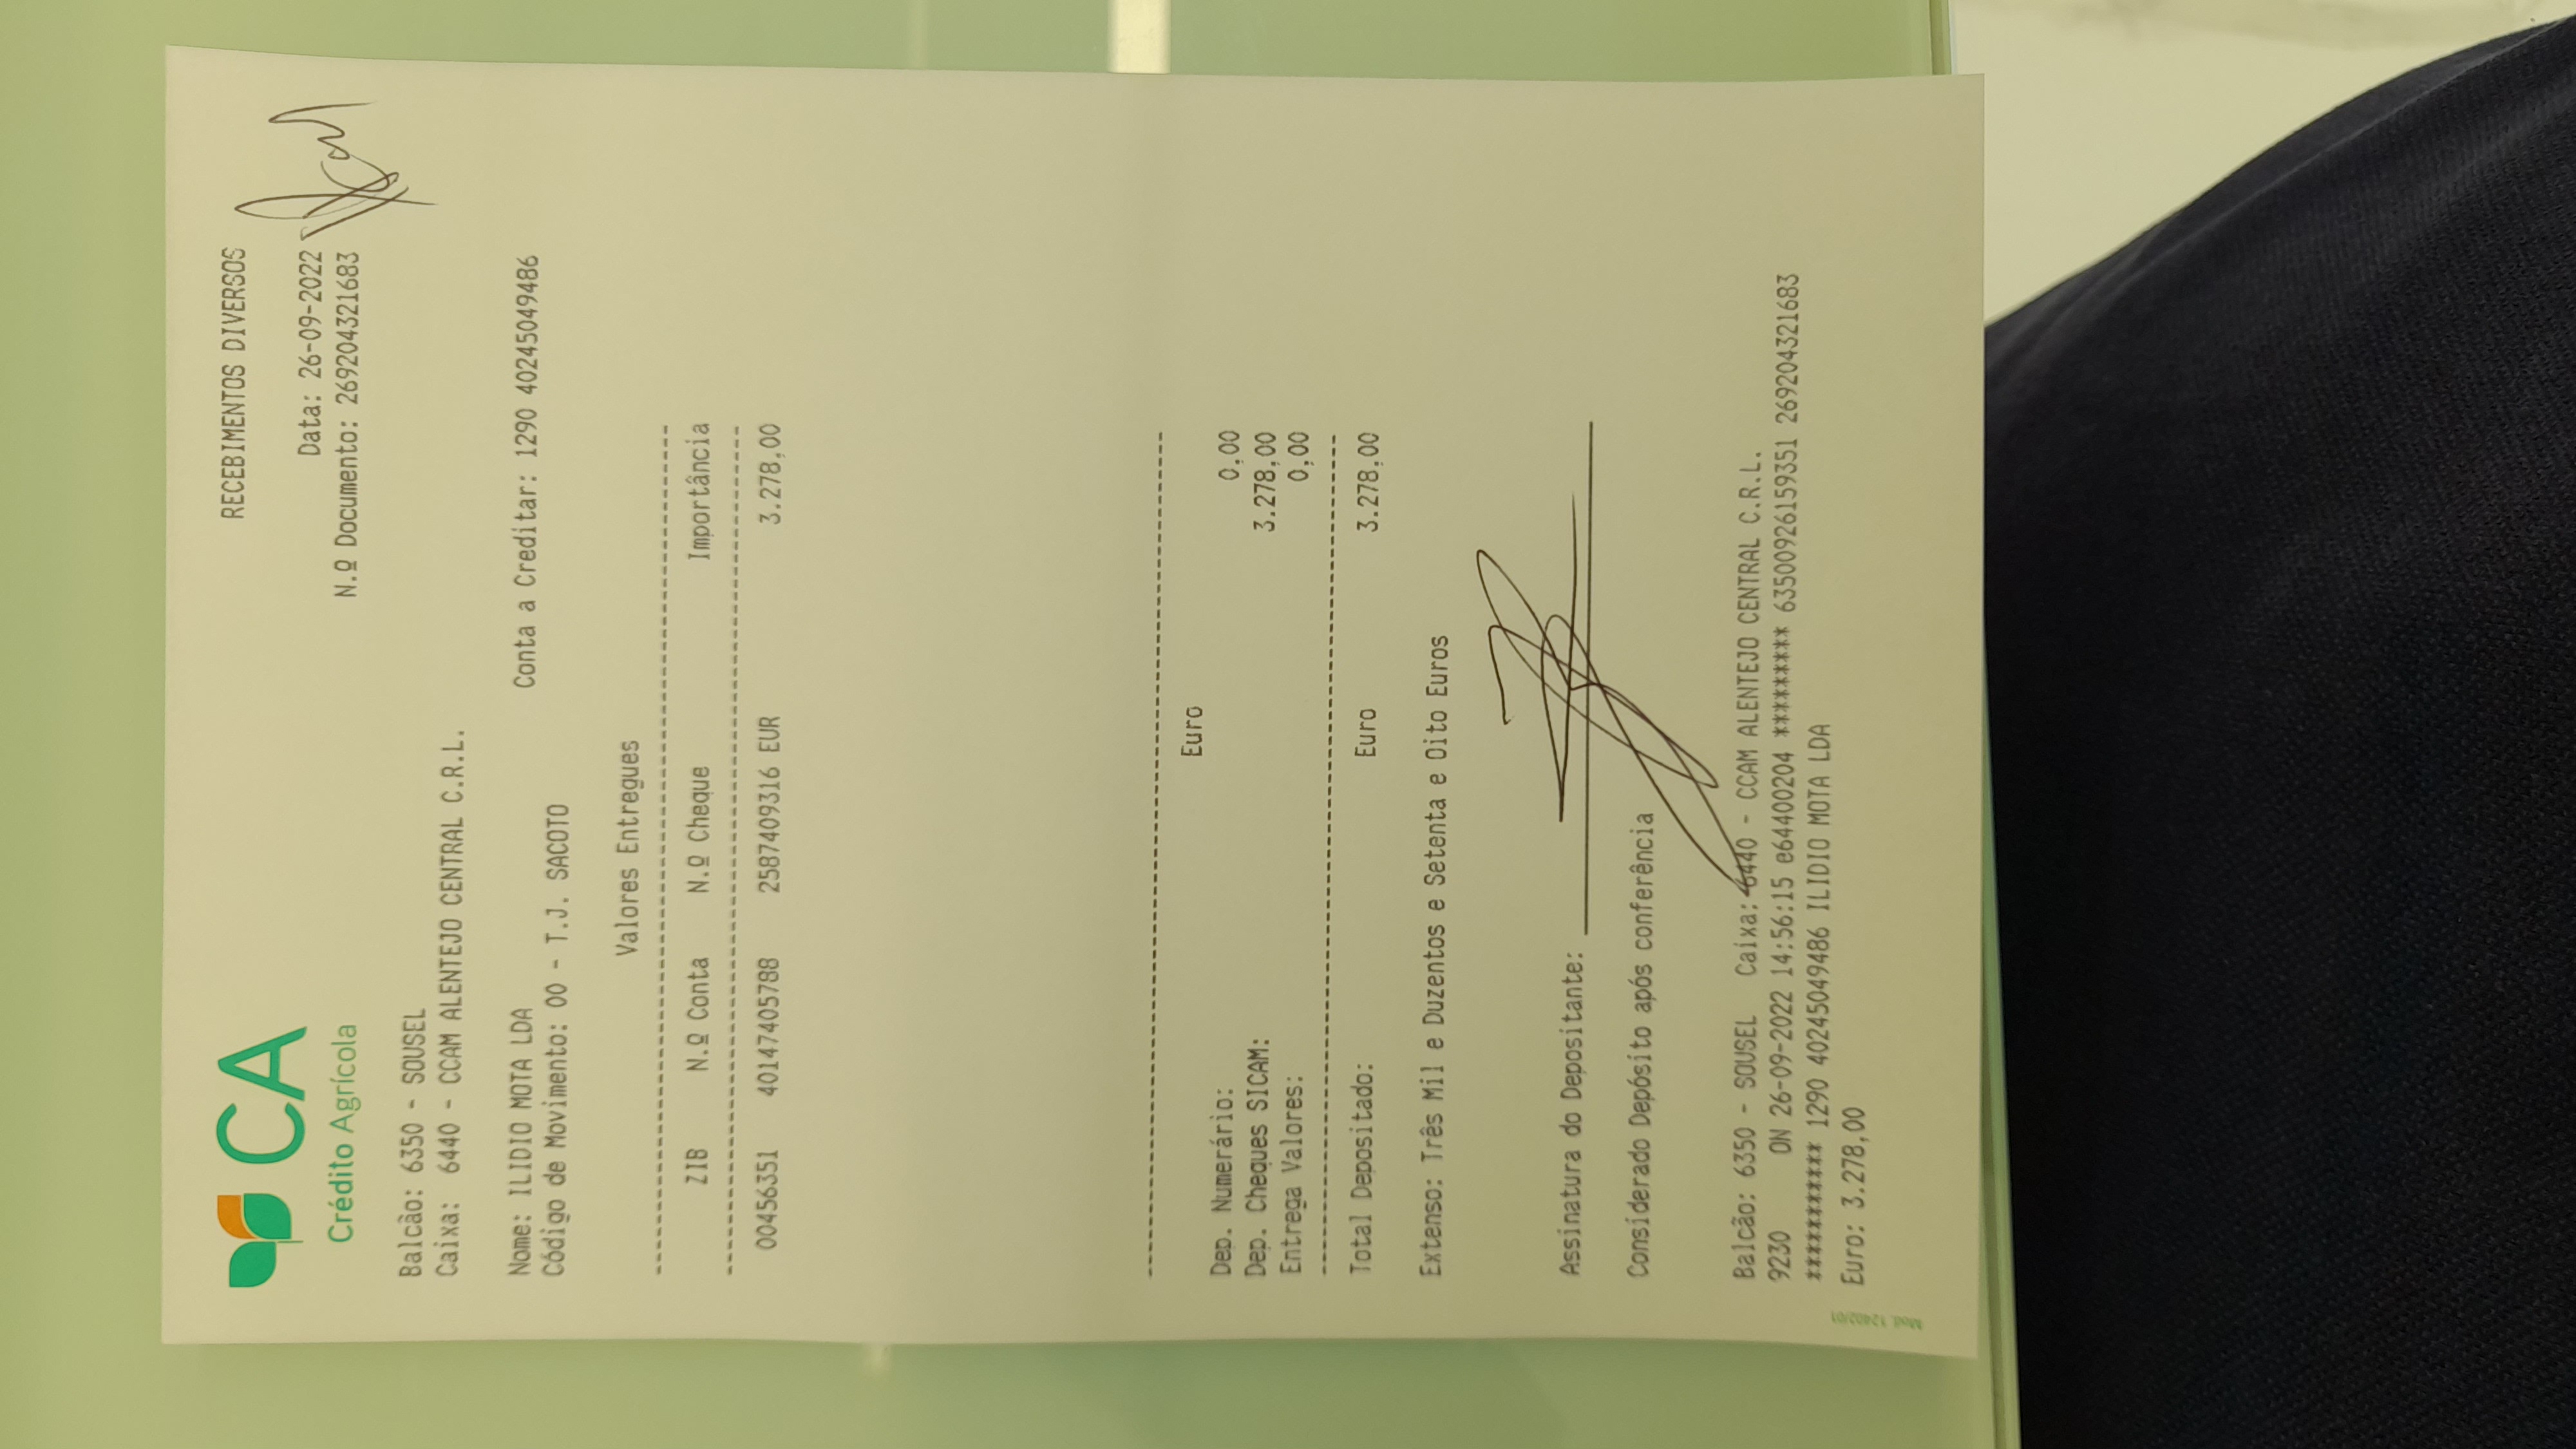 CA
Crédito Agrícola
RECEBIMENTOS DIVERSOS
Data: 26-09-2022
N.º Documento: 269204321683
Balcão: 6350 - SOUSEL
Caixa: 6440 - CCAM ALENTEJO CENTRAL C.R.L.
Nome: ILIDIO MOTA LDA
Conta a Creditar: 1290 40245049486
Código de Movimento: 00 - T.J. SACOTO
Valores Entregues
ZIB N.º Conta N.º Cheque Importância
00456351 40147405788 2587409316 EUR 3.278,00
Euro
Dep. Numerário: 0,00
Dep. Cheques SICAM: 3.278,00
Entrega Valores: 0,00
Total Depositado: Euro 3.278,00
Extenso: Três Mil e Duzentos e Setenta e Oito Euros
Assinatura do Depositante:
Considerado Depósito após conferência
Balcão: 6350 - SOUSEL Caixa: 6440 - CCAM ALENTEJO CENTRAL C.R.L.
9230 ON 26-09-2022 14:56:15 e64400204 ********* 63500926159351 269204321683
*********** 1290 40245049486 ILIDIO MOTA LDA
Euro: 3.278,00
Mod. 12402/01